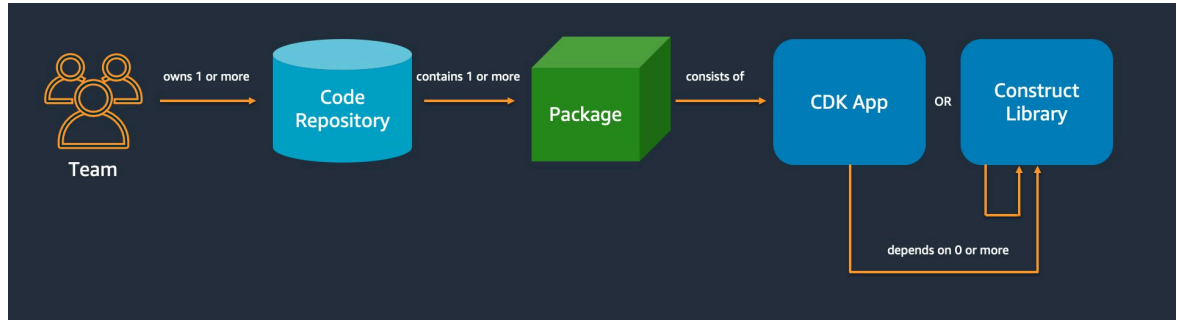 owns 1 or more
contains 1 or more
consists of
Code
Repository
Package
CDK App
OR
Construct
Library
Team
depends on 0 or more